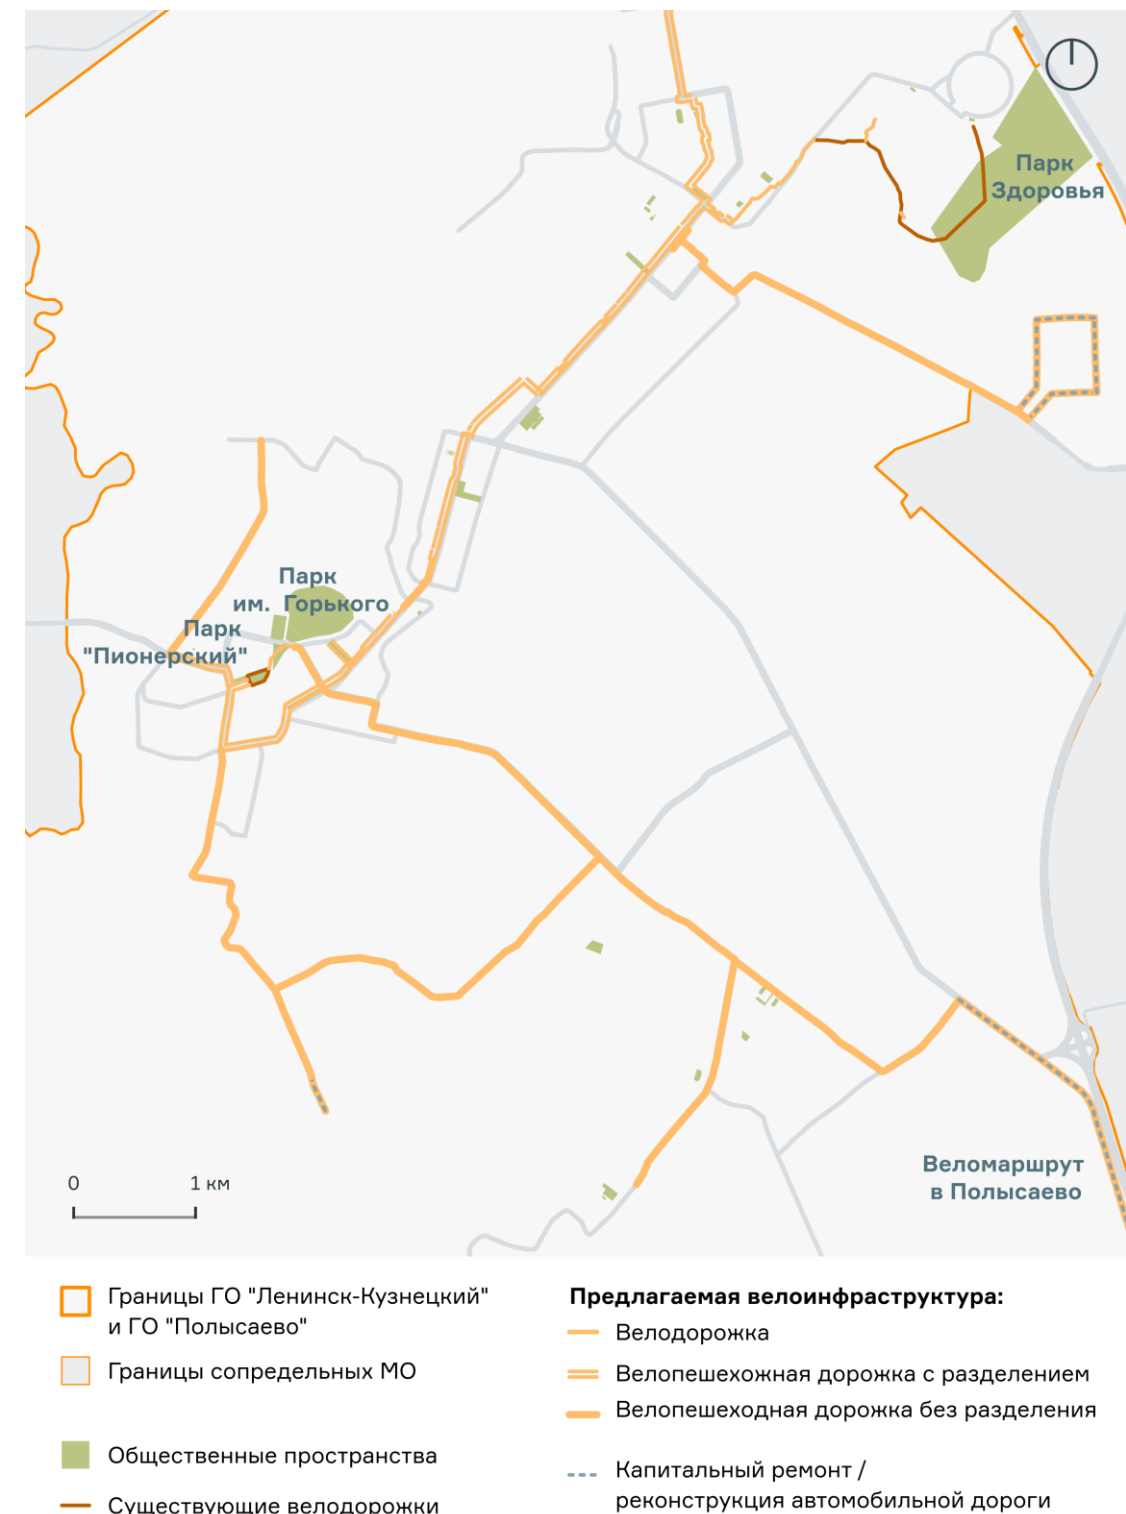 Парк
Здоровья
Парк
им. Горького
Парк
"Пионерский"
Веломаршрут
в Полысаево
0
1 км
Границы ГО "Ленинск-Кузнецкий"
и ГО "Полысаево"
Границы сопредельных МО
Общественные пространства
Существующие велодорожки
Предлагаемая велоинфраструктура:
Велодорожка
Велопешехожная дорожка с разделением
Велопешеходная дорожка без разделения
Капитальный ремонт /
реконструкция автомобильной дороги